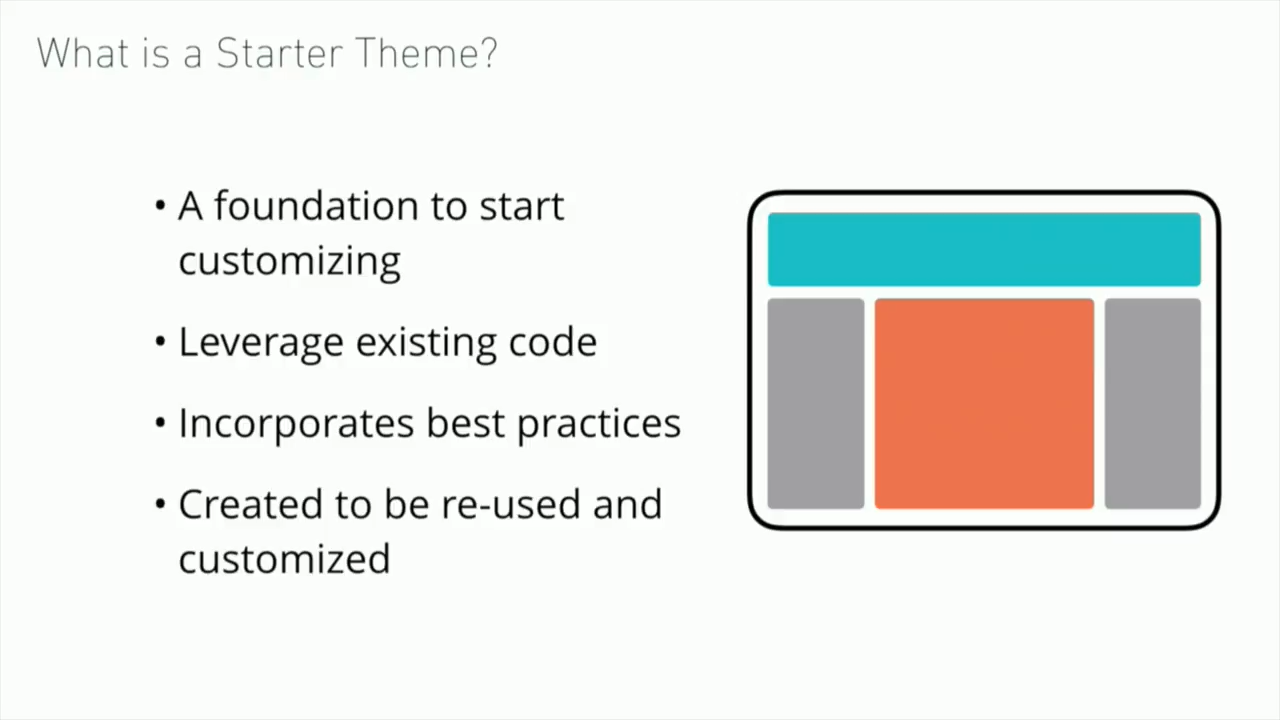 What is a Starter Theme?
• A foundation to start
customizing
• Leverage existing code
• Incorporates best practices
• Created to be re-used and
customized